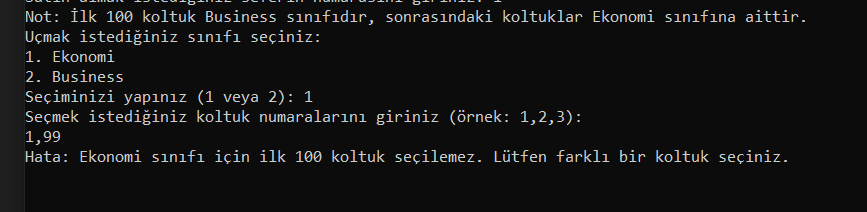 Satın almak istediğiniz seferin numarasını giriniz: 1
Not: İlk 100 koltuk Business sınıfıdır, sonrasındaki koltuklar Ekonomi sınıfına aittir.
Uçmak istediğiniz sınıfı seçiniz:
1. Ekonomi
2. Business
Seçiminizi yapınız (1 veya 2): 1
Seçmek istediğiniz koltuk numaralarını giriniz (örnek: 1,2,3):
1,99
Hata: Ekonomi sınıfı için ilk 100 koltuk seçilemez. Lütfen farklı bir koltuk seçiniz.